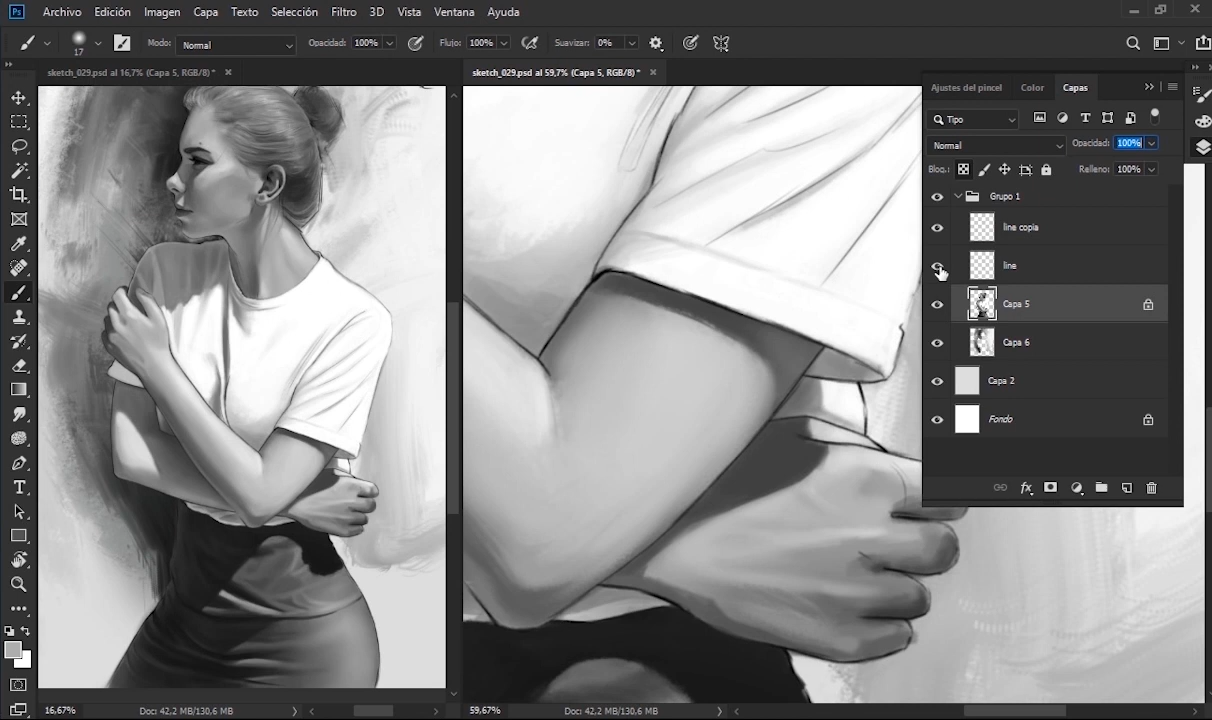 Ps Archivo Edición Imagen Capa Texto Selección Filtro 3D Vista Ventana Ayuda
17 Modo: Normal Opacidad: 100% Flujo: 100% Suavizar: 0%
sketch_029.psd al 16,7% (Capa 5, RGB/8) * sketch_029.psd al 59,7% (Capa 5, RGB/8) *
Ajustes del pincel Color Capas
Tipo
Normal Opacidad: 100%
Bloq.: Relleno: 100%
Grupo 1
line copia
line
Capa 5
Capa 6
Capa 2
Fondo
fx
16,67% Doc: 42,2 MB/130,6 MB 59,67% Doc: 42,2 MB/130,6 MB